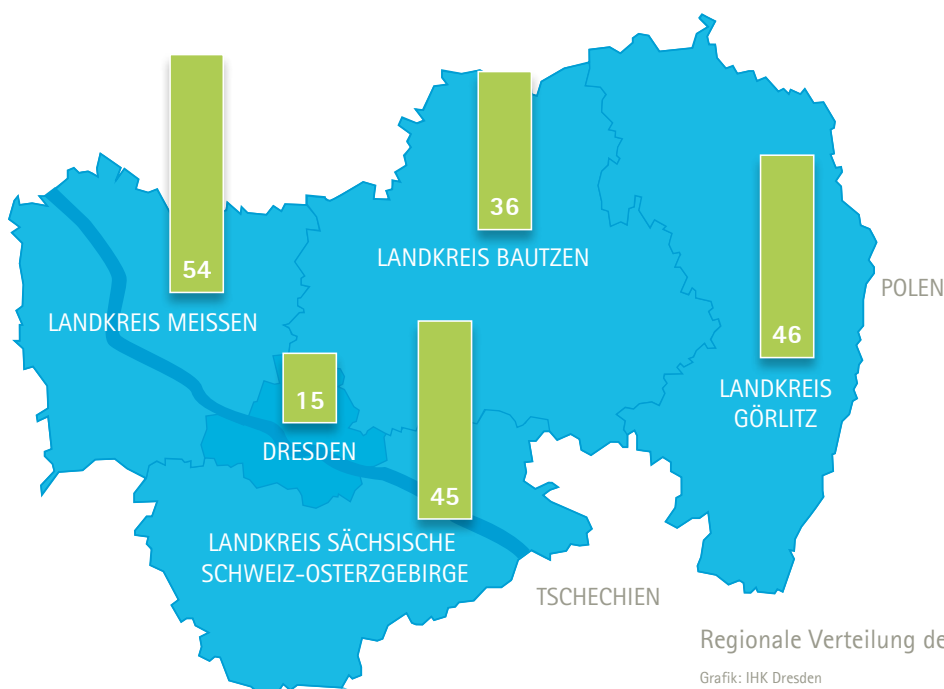 36
LANDKREIS BAUTZEN
54
LANDKREIS MEISSEN
POLEN
46
LANDKREIS
GÖRLITZ
15
DRESDEN
45
LANDKREIS SÄCHSISCHE
SCHWEIZ-OSTERZGEBIRGE
TSCHECHIEN
Regionale Verteilung de
Grafik: IHK Dresden